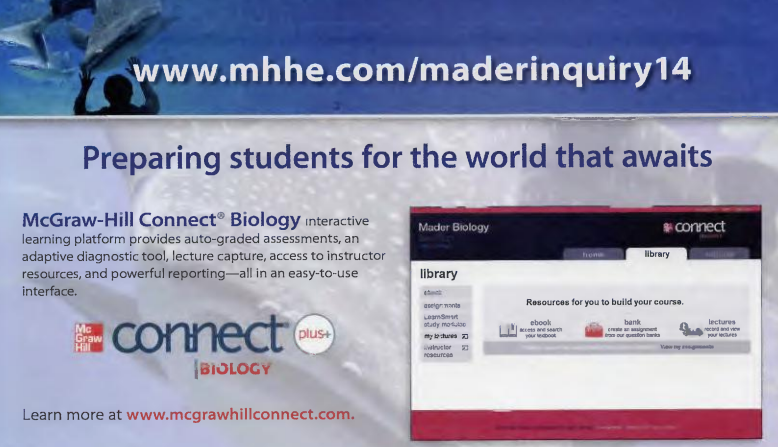 www.mhhe.com/maderinquiry14
Preparing students for the world that awaits
McGraw-Hill Connect® Biology interactive
learning platform provides auto-graded assessments, an
adaptive diagnostic tool, lecture capture, access to instructor
resources, and powerful reporting—all in an easy-to-use
interface.
Mc
Graw
Hill
connect plus+
BIOLOGY
Learn more at www.mcgrawhillconnect.com.
Mader Biology
connect
home
library
library
ebook
assignments
LearnSmart
study modules
my lectures
instructor
resources
Resources for you to build your course.
ebook
access and search
your textbook
bank
create an assignment
from our question banks
lectures
record and view
your lectures
View my assignments